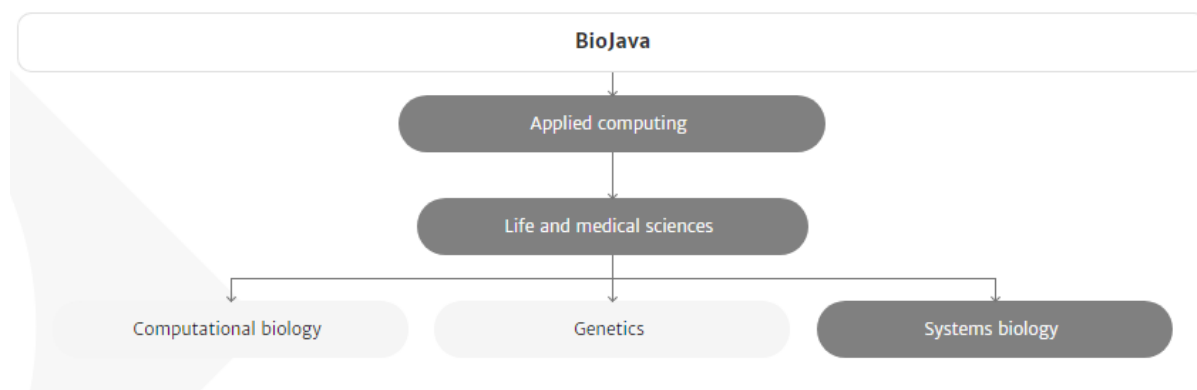 BioJava
Applied computing
Life and medical sciences
Computational biology
Genetics
Systems biology